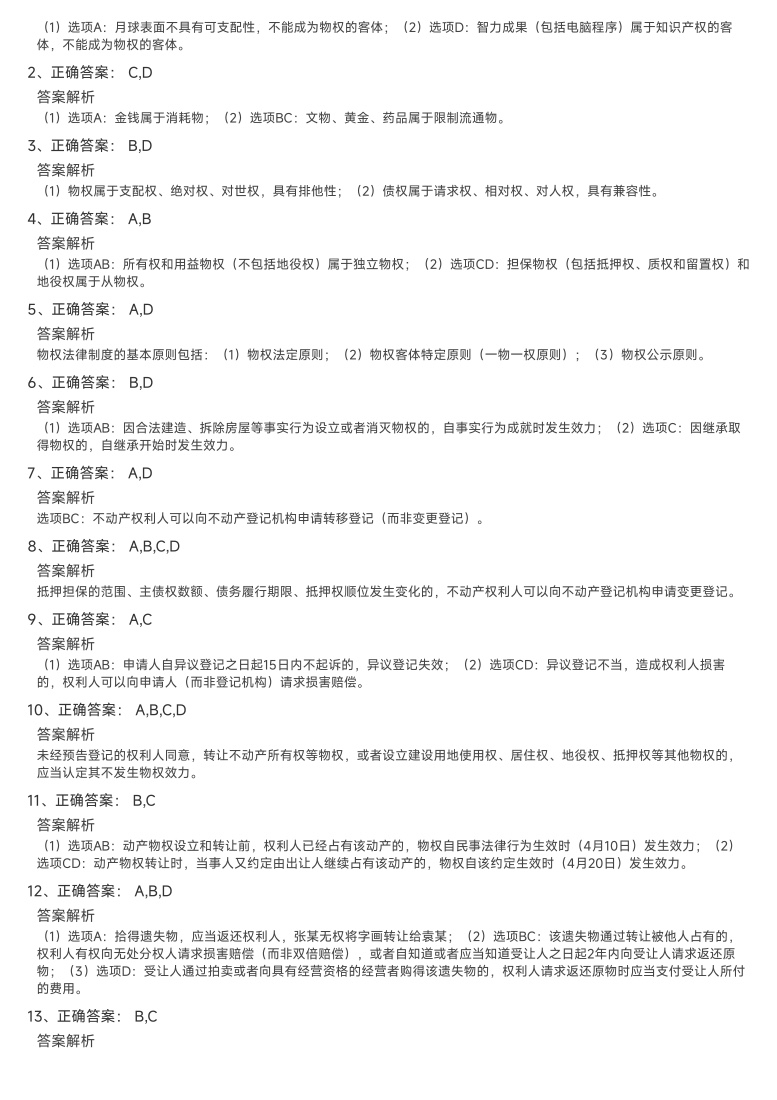 （1）选项A：月球表面不具有可支配性，不能成为物权的客体；（2）选项D：智力成果（包括电脑程序）属于知识产权的客
体，不能成为物权的客体。
2、正确答案： C,D
答案解析
（1）选项A：金钱属于消耗物；（2）选项BC：文物、黄金、药品属于限制流通物。
3、正确答案： B,D
答案解析
（1）物权属于支配权、绝对权、对世权，具有排他性；（2）债权属于请求权、相对权、对人权，具有兼容性。
4、正确答案： A,B
答案解析
（1）选项AB：所有权和用益物权（不包括地役权）属于独立物权；（2）选项CD：担保物权（包括抵押权、质权和留置权）和
地役权属于从物权。
5、正确答案： A,D
答案解析
物权法律制度的基本原则包括：（1）物权法定原则；（2）物权客体特定原则（一物一权原则）；（3）物权公示原则。
6、正确答案： B,D
答案解析
（1）选项AB：因合法建造、拆除房屋等事实行为设立或者消灭物权的，自事实行为成就时发生效力；（2）选项C：因继承取
得物权的，自继承开始时发生效力。
7、正确答案： A,D
答案解析
选项BC：不动产权利人可以向不动产登记机构申请转移登记（而非变更登记）。
8、正确答案： A,B,C,D
答案解析
抵押担保的范围、主债权数额、债务履行期限、抵押权顺位发生变化的，不动产权利人可以向不动产登记机构申请变更登记。
9、正确答案： A,C
答案解析
（1）选项AB：申请人自异议登记之日起15日内不起诉的，异议登记失效；（2）选项CD：异议登记不当，造成权利人损害
的，权利人可以向申请人（而非登记机构）请求损害赔偿。
10、正确答案： A,B,C,D
答案解析
未经预告登记的权利人同意，转让不动产所有权等物权，或者设立建设用地使用权、居住权、地役权、抵押权等其他物权的，
应当认定其不发生物权效力。
11、正确答案： B,C
答案解析
（1）选项AB：动产物权设立和转让前，权利人已经占有该动产的，物权自民事法律行为生效时（4月10日）发生效力；（2）
选项CD：动产物权转让时，当事人又约定由出让人继续占有该动产的，物权自该约定生效时（4月20日）发生效力。
12、正确答案： A,B,D
答案解析
（1）选项A：拾得遗失物，应当返还权利人，张某无权将字画转让给袁某；（2）选项BC：该遗失物通过转让被他人占有的，
权利人有权向无处分权人请求损害赔偿（而非双倍赔偿），或者自知道或者应当知道受让人之日起2年内向受让人请求返还原
物；（3）选项D：受让人通过拍卖或者向具有经营资格的经营者购得该遗失物的，权利人请求返还原物时应当支付受让人所付
的费用。
13、正确答案： B,C
答案解析